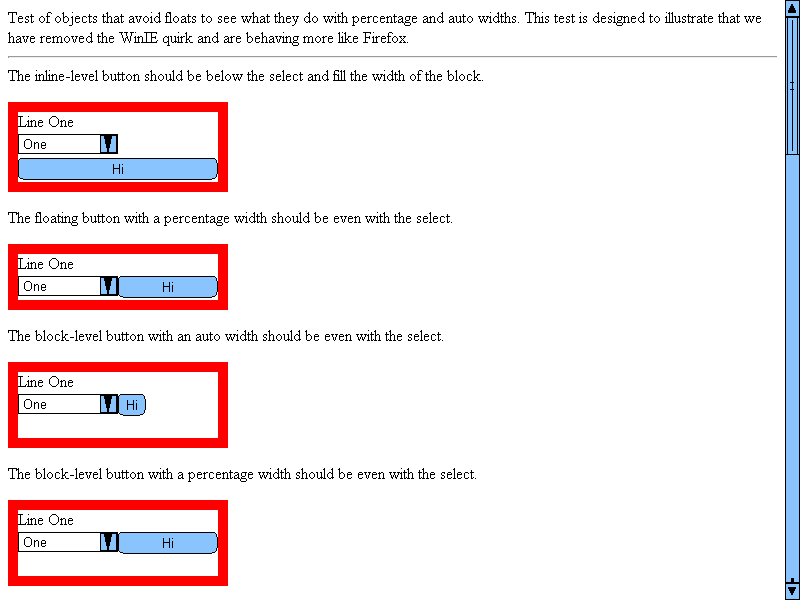 Test of objects that avoid floats to see what they do with percentage and auto widths. This test is designed to illustrate that we
have removed the WinIE quirk and are behaving more like Firefox.
The inline-level button should be below the select and fill the width of the block.
Line One
One
Hi
The floating button with a percentage width should be even with the select.
Line One
One Hi
The block-level button with an auto width should be even with the select.
Line One
One Hi
The block-level button with a percentage width should be even with the select.
Line One
One Hi